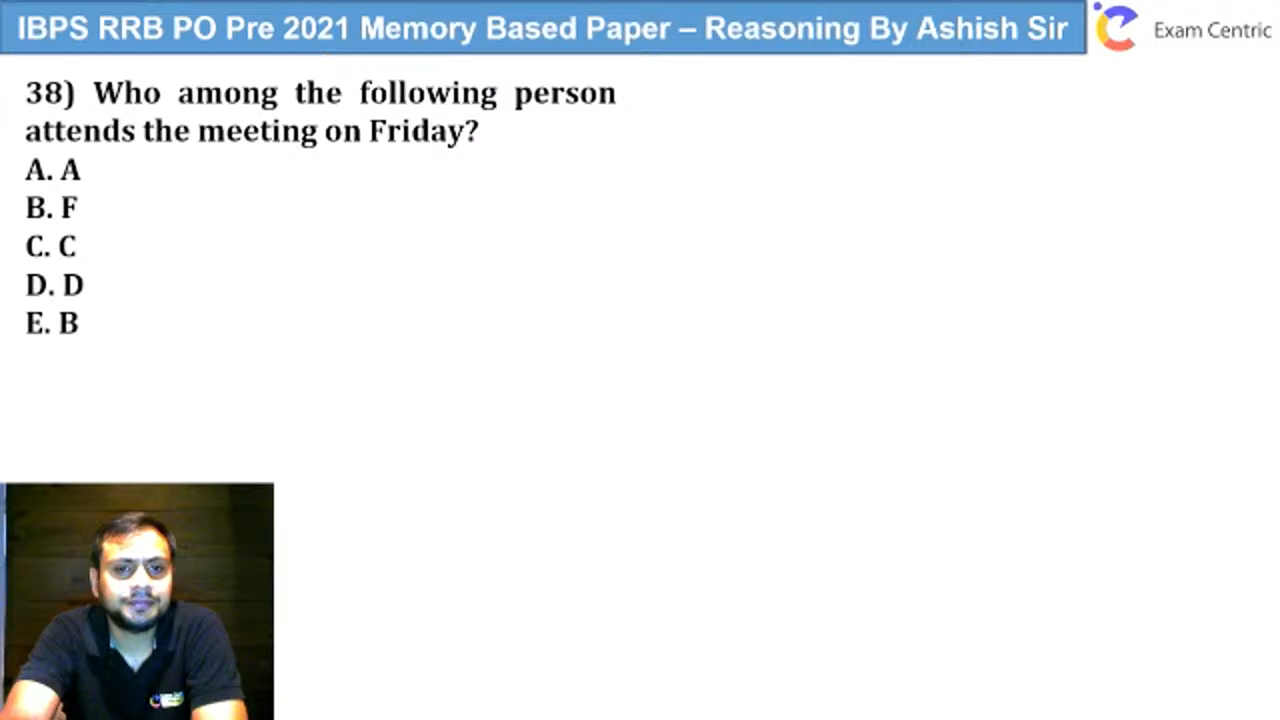 IBPS RRB PO Pre 2021 Memory Based Paper – Reasoning By Ashish Sir
Exam Centric
38) Who among the following person
attends the meeting on Friday?
A. A
B. F
C. C
D. D
E. B